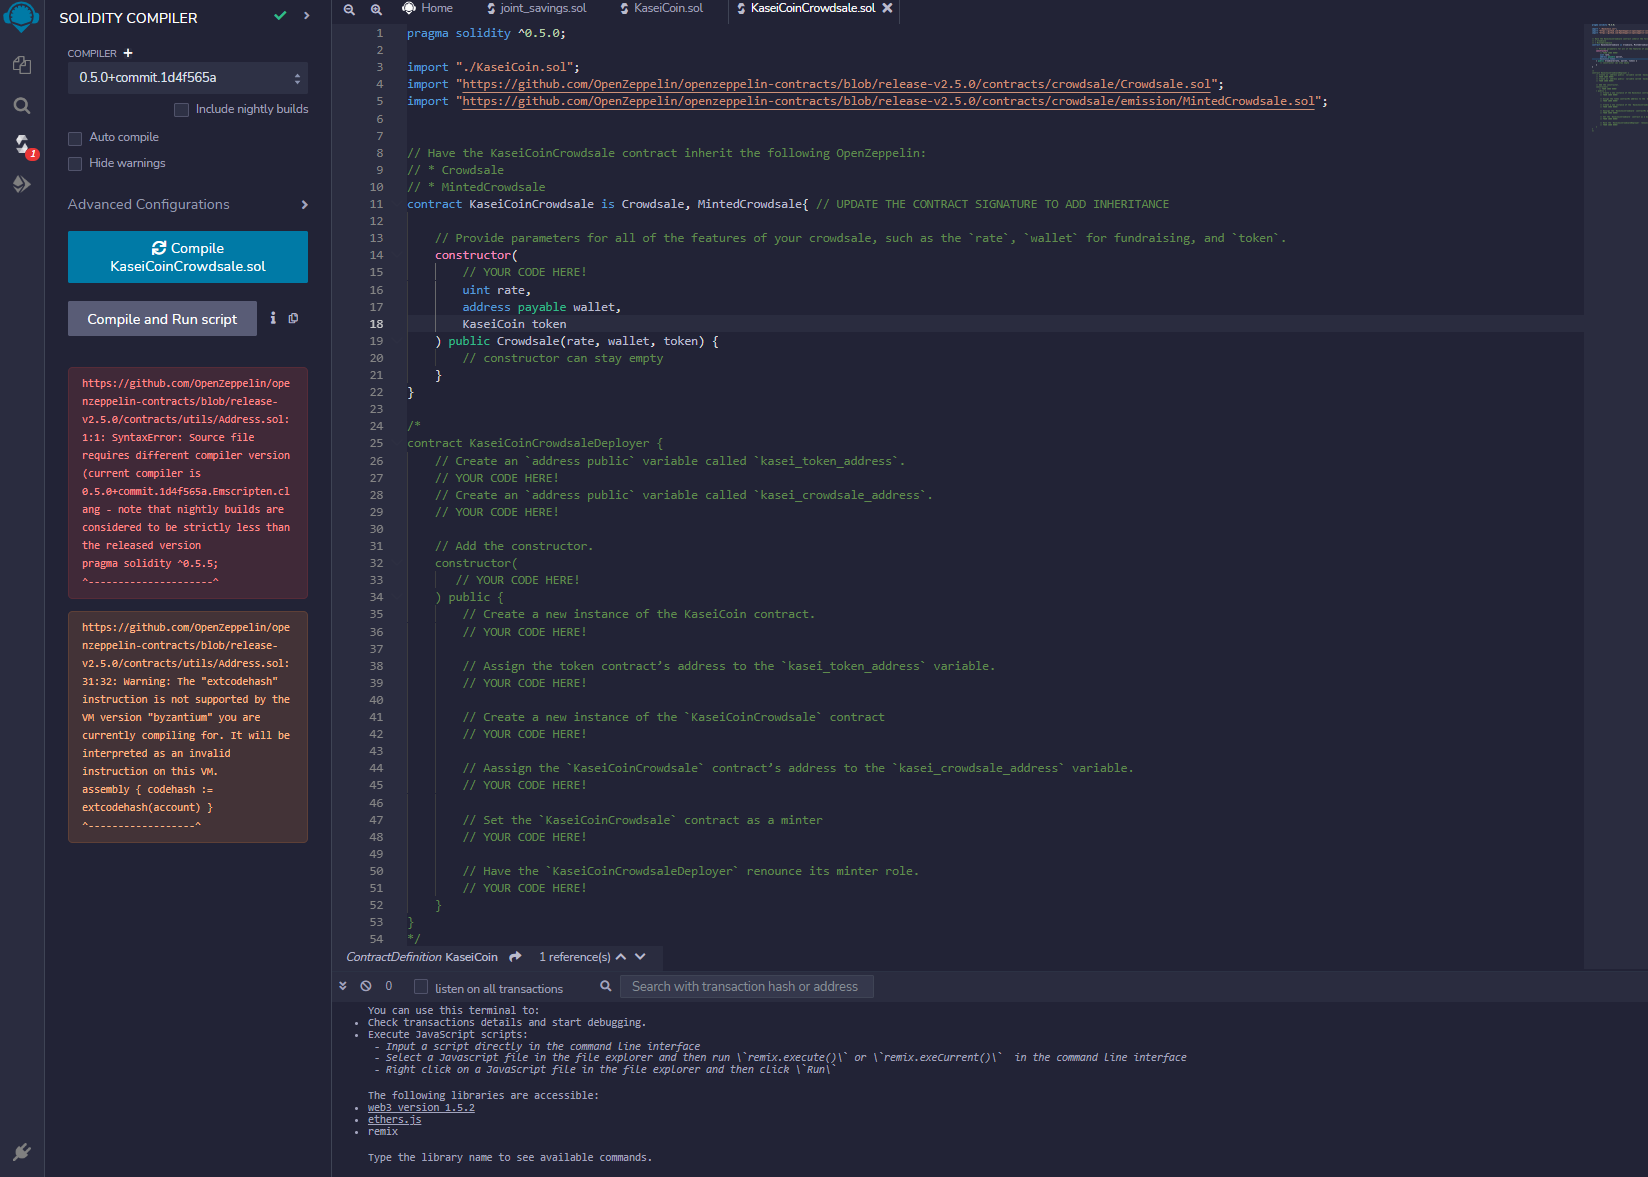 SOLIDITY COMPILER
COMPILER
0.5.0+commit.1d4f565a
Include nightly builds
Auto compile
Hide warnings
Advanced Configurations
Compile
KaseiCoinCrowdsale.sol
Compile and Run script
1
https://github.com/OpenZeppelin/ope
nzeppelin-contracts/blob/release-
v2.5.0/contracts/utils/Address.sol:
1:1: SyntaxError: Source file
requires different compiler version
(current compiler is
0.5.0+commit.1d4f565a.Emscripten.cl
ang - note that nightly builds are
considered to be strictly less than
the released version
pragma solidity ^0.5.5;
^---------------------^
https://github.com/OpenZeppelin/ope
nzeppelin-contracts/blob/release-
v2.5.0/contracts/utils/Address.sol:
31:32: Warning: The "extcodehash"
instruction is not supported by the
VM version "byzantium" you are
currently compiling for. It will be
interpreted as an invalid
instruction on this VM.
assembly { codehash :=
extcodehash(account) }
^------------------^
Home joint_savings.sol KaseiCoin.sol KaseiCoinCrowdsale.sol
1 pragma solidity ^0.5.0;
2
3 import "./KaseiCoin.sol";
4 import "https://github.com/OpenZeppelin/openzeppelin-contracts/blob/release-v2.5.0/contracts/crowdsale/Crowdsale.sol";
5 import "https://github.com/OpenZeppelin/openzeppelin-contracts/blob/release-v2.5.0/contracts/crowdsale/emission/MintedCrowdsale.sol";
6
7
8 // Have the KaseiCoinCrowdsale contract inherit the following OpenZeppelin:
9 // * Crowdsale
10 // * MintedCrowdsale
11 contract KaseiCoinCrowdsale is Crowdsale, MintedCrowdsale{ // UPDATE THE CONTRACT SIGNATURE TO ADD INHERITANCE
12
13 // Provide parameters for all of the features of your crowdsale, such as the `rate`, `wallet` for fundraising, and `token`.
14 constructor(
15 // YOUR CODE HERE!
16 uint rate,
17 address payable wallet,
18 KaseiCoin token
19 ) public Crowdsale(rate, wallet, token) {
20 // constructor can stay empty
21 }
22 }
23
24 /*
25 contract KaseiCoinCrowdsaleDeployer {
26 // Create an `address public` variable called `kasei_token_address`.
27 // YOUR CODE HERE!
28 // Create an `address public` variable called `kasei_crowdsale_address`.
29 // YOUR CODE HERE!
30
31 // Add the constructor.
32 constructor(
33 // YOUR CODE HERE!
34 ) public {
35 // Create a new instance of the KaseiCoin contract.
36 // YOUR CODE HERE!
37
38 // Assign the token contract’s address to the `kasei_token_address` variable.
39 // YOUR CODE HERE!
40
41 // Create a new instance of the `KaseiCoinCrowdsale` contract
42 // YOUR CODE HERE!
43
44 // Aassign the `KaseiCoinCrowdsale` contract’s address to the `kasei_crowdsale_address` variable.
45 // YOUR CODE HERE!
46
47 // Set the `KaseiCoinCrowdsale` contract as a minter
48 // YOUR CODE HERE!
49
50 // Have the `KaseiCoinCrowdsaleDeployer` renounce its minter role.
51 // YOUR CODE HERE!
52 }
53 }
54 */
ContractDefinition KaseiCoin 1 reference(s)
0 listen on all transactions Search with transaction hash or address
You can use this terminal to:
• Check transactions details and start debugging.
• Execute JavaScript scripts:
- Input a script directly in the command line interface
- Select a Javascript file in the file explorer and then run \`remix.execute()\` or \`remix.exeCurrent()\` in the command line interface
- Right click on a JavaScript file in the file explorer and then click \`Run\`
The following libraries are accessible:
• web3 version 1.5.2
• ethers.js
• remix
Type the library name to see available commands.